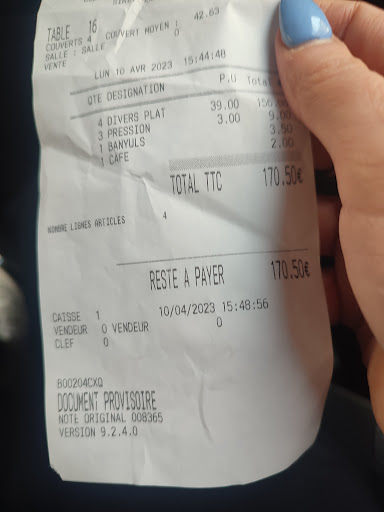 TABLE 16
COUVERTS 4 COUVERT MOYEN : 42.63
SALLE : SALLE 0
VENTE
LUN 10 AVR 2023 15:44:48
QTE DESIGNATION P.U Total
4 DIVERS PLAT 39.00
3 PRESSION 3.00 9.00
1 BANYULS 3.50
1 CAFE 2.00
TOTAL TTC 170.50€
NOMBRE LIGNES ARTICLES 4
RESTE A PAYER 170.50€
CAISSE 1 10/04/2023 15:48:56
VENDEUR 0 VENDEUR 0
CLEF 0
B00204CXQ
DOCUMENT PROVISOIRE
NOTE ORIGINAL 008365
VERSION 9.2.4.0